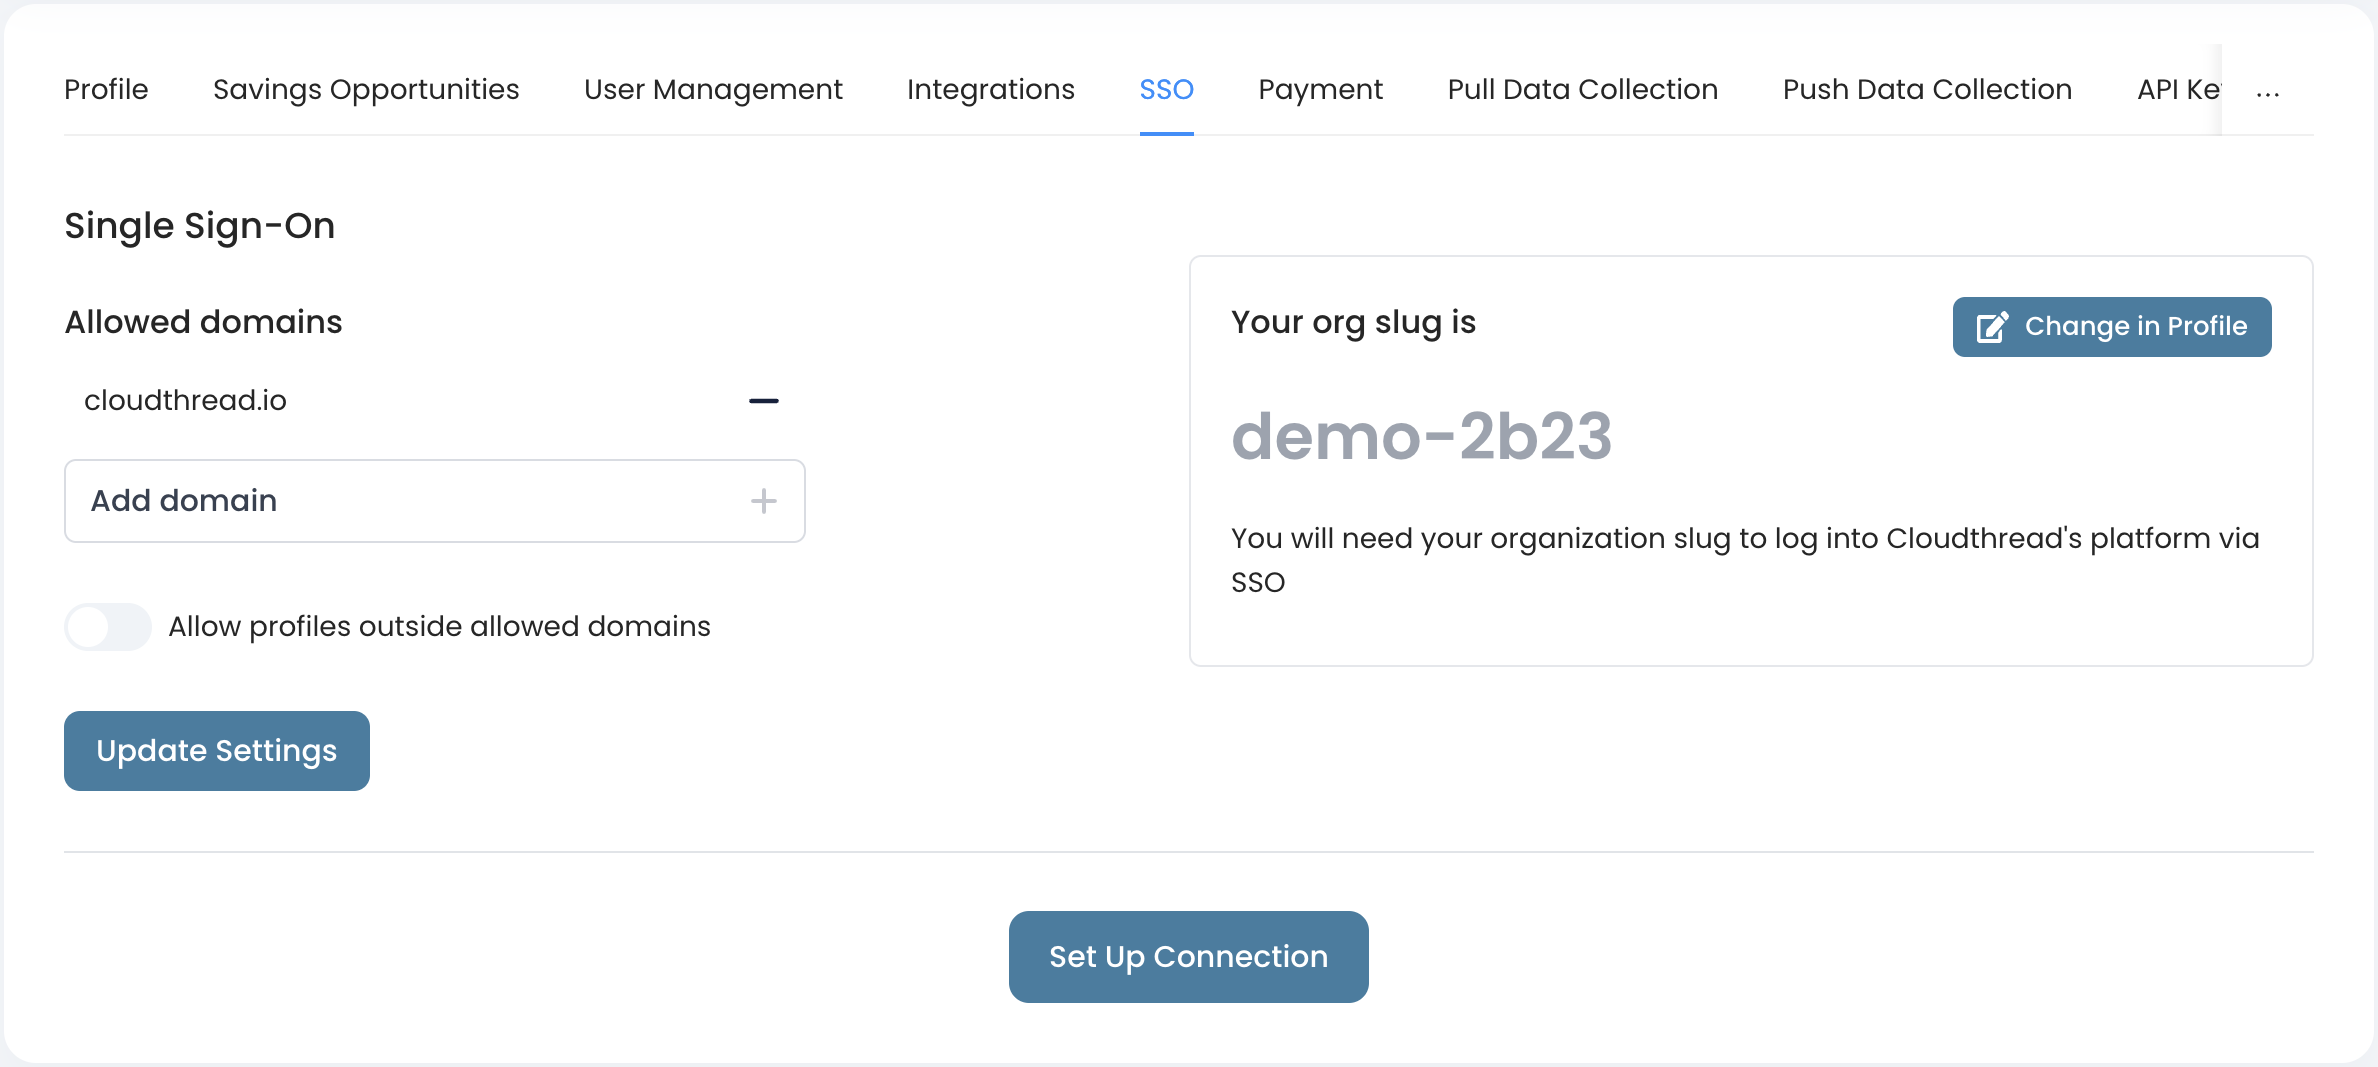 Profile Savings Opportunities User Management Integrations SSO Payment Pull Data Collection Push Data Collection API Ke ...
Single Sign-On
Allowed domains
cloudthread.io
Add domain
Allow profiles outside allowed domains
Update Settings
Your org slug is
Change in Profile
demo-2b23
You will need your organization slug to log into Cloudthread's platform via
SSO
Set Up Connection